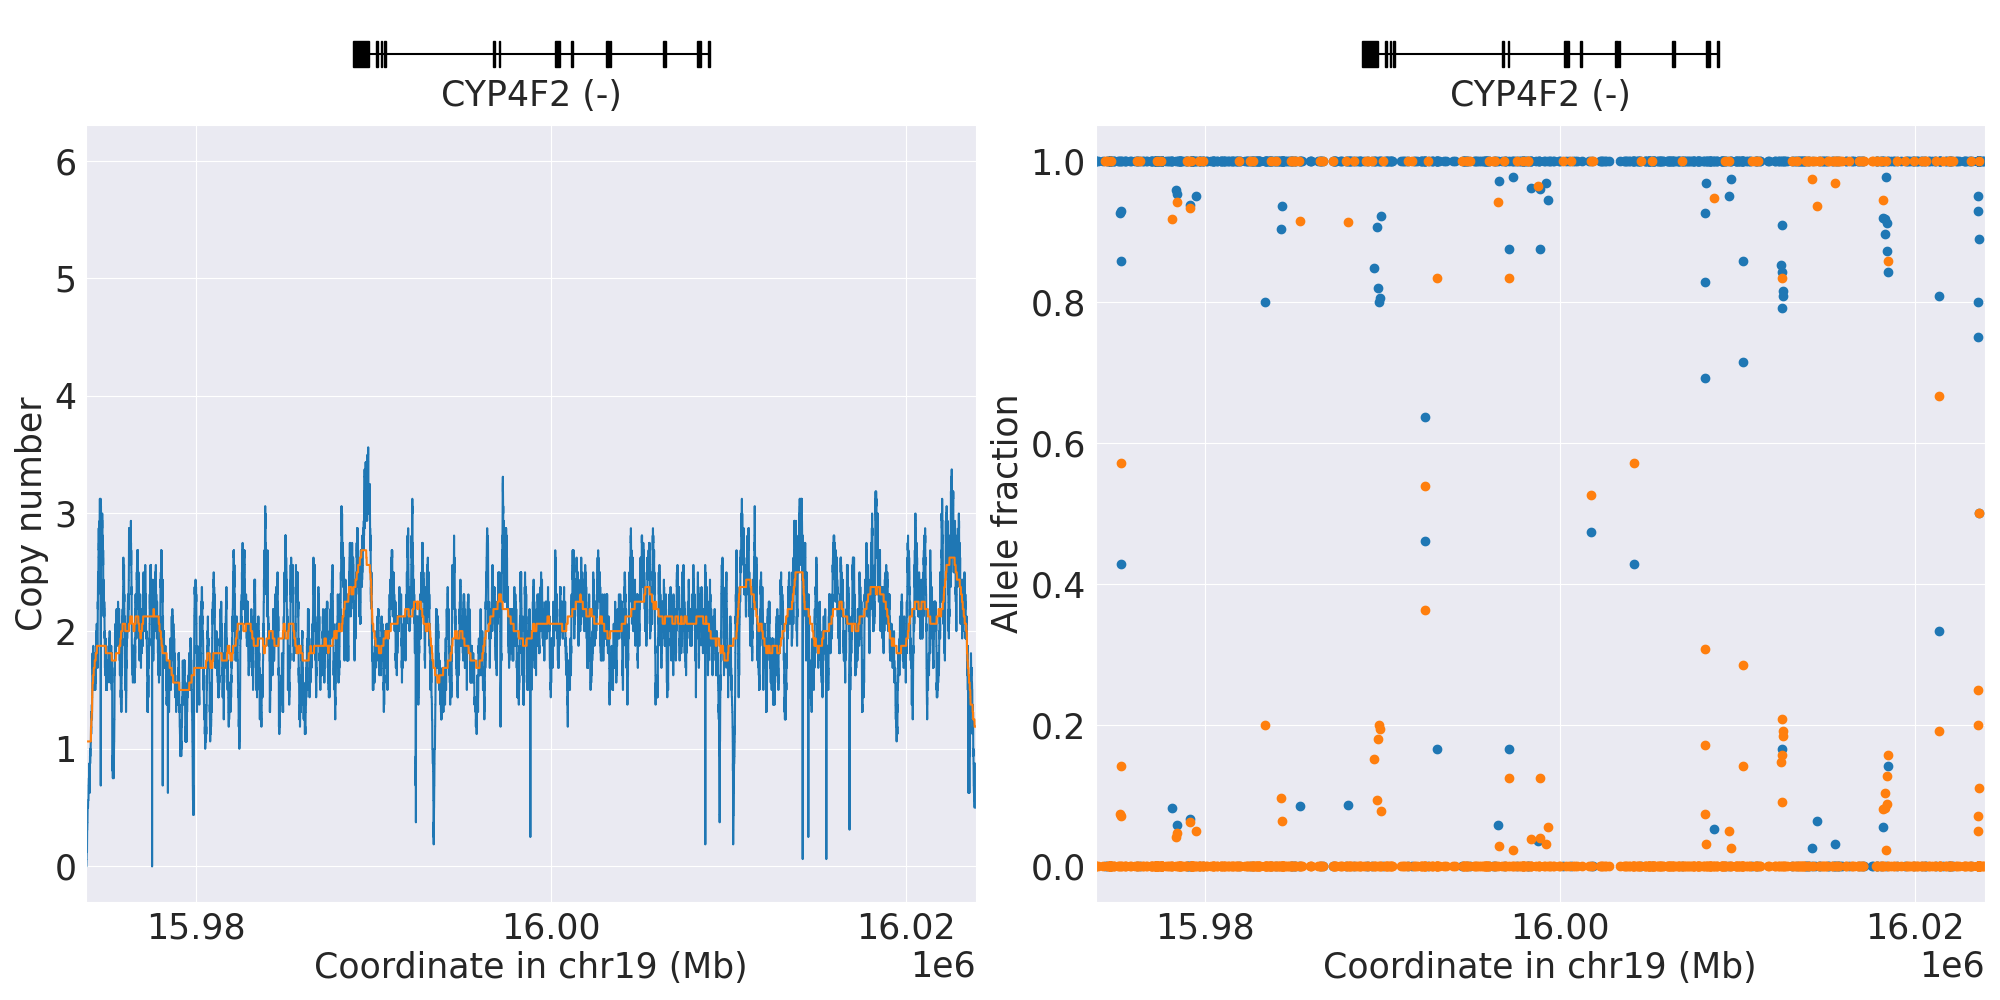 CYP4F2 (-)
Copy number
6
5
4
3
2
1
0
15.98
16.00
16.02
Coordinate in chr19 (Mb)
1e6
CYP4F2 (-)
Allele fraction
1.0
0.8
0.6
0.4
0.2
0.0
15.98
16.00
16.02
Coordinate in chr19 (Mb)
1e6